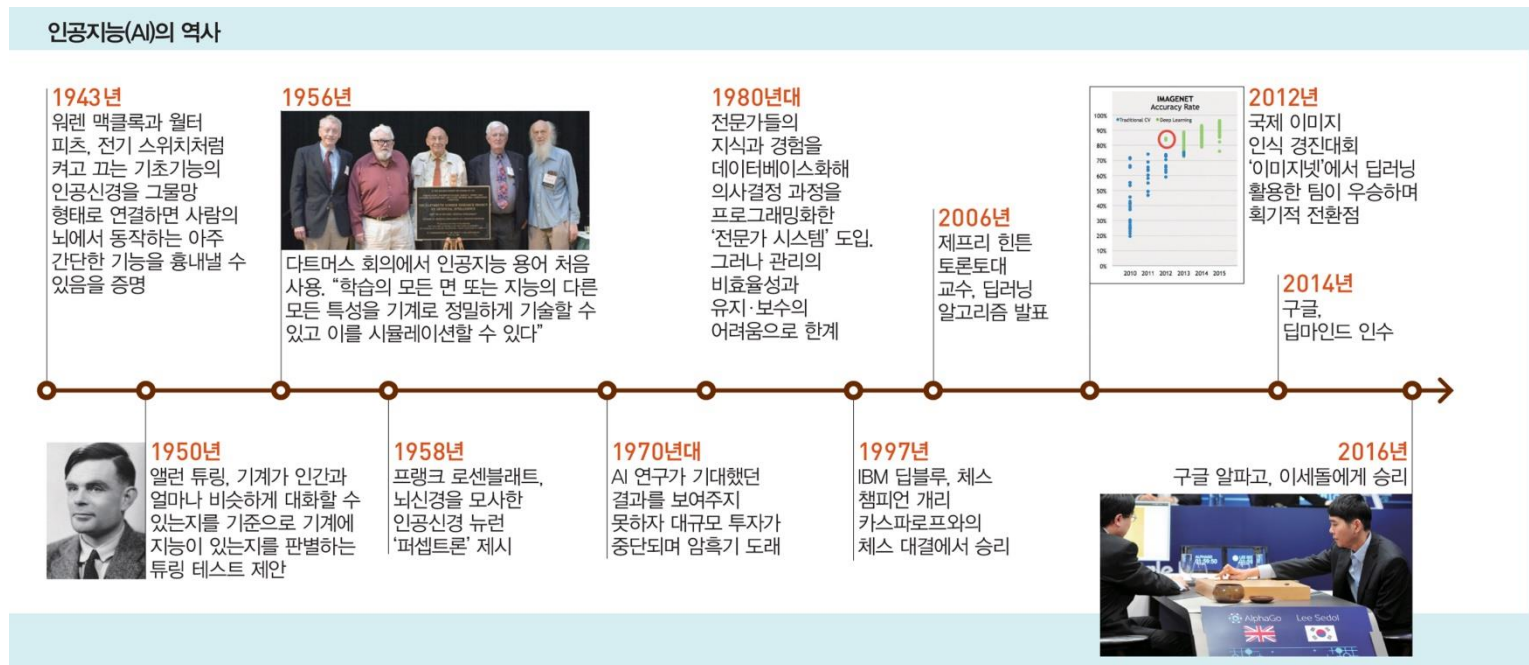 인공지능(AI)의 역사
1943년
워렌 맥클록과 월터
피츠, 전기 스위치처럼
켜고 끄는 기초기능의
인공신경을 그물망
형태로 연결하면 사람의
뇌에서 동작하는 아주
간단한 기능을 흉내낼 수
있음을 증명
1950년
앨런 튜링, 기계가 인간과
얼마나 비슷하게 대화할 수
있는지를 기준으로 기계에
지능이 있는지를 판별하는
튜링 테스트 제안
1956년
다트머스 회의에서 인공지능 용어 처음
사용. “학습의 모든 면 또는 지능의 다른
모든 특성을 기계로 정밀하게 기술할 수
있고 이를 시뮬레이션할 수 있다”
1958년
프랭크 로센블래트,
뇌신경을 모사한
인공신경 뉴런
‘퍼셉트론’ 제시
1970년대
AI 연구가 기대했던
결과를 보여주지
못하자 대규모 투자가
중단되며 암흑기 도래
1980년대
전문가들의
지식과 경험을
데이터베이스화해
의사결정 과정을
프로그래밍화한
‘전문가 시스템’ 도입.
그러나 관리의
비효율성과
유지·보수의
어려움으로 한계
1997년
IBM 딥블루, 체스
챔피언 개리
카스파로프와의
체스 대결에서 승리
2006년
제프리 힌튼
토론토대
교수, 딥러닝
알고리즘 발표
IMAGENET
Accuracy Rate
Traditional CV Deep Learning
100%
90%
80%
70%
60%
50%
40%
30%
20%
10%
0%
2010 2011 2012 2013 2014 2015
2012년
국제 이미지
인식 경진대회
‘이미지넷’에서 딥러닝
활용한 팀이 우승하며
획기적 전환점
2014년
구글,
딥마인드 인수
2016년
구글 알파고, 이세돌에게 승리
AlphaGo Lee Sedol